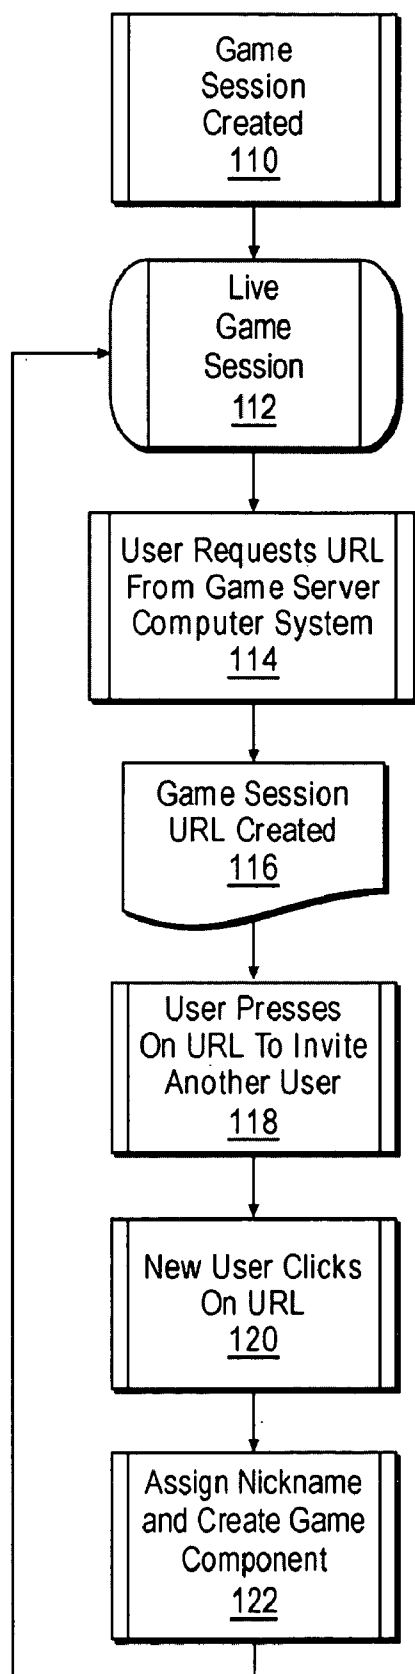 Game
Session
Created
110
Live
Game
Session
112
User Requests URL
From Game Server
Computer System
114
Game Session
URL Created
116
User Presses
On URL To Invite
Another User
118
New User Clicks
On URL
120
Assign Nickname
and Create Game
Component
122